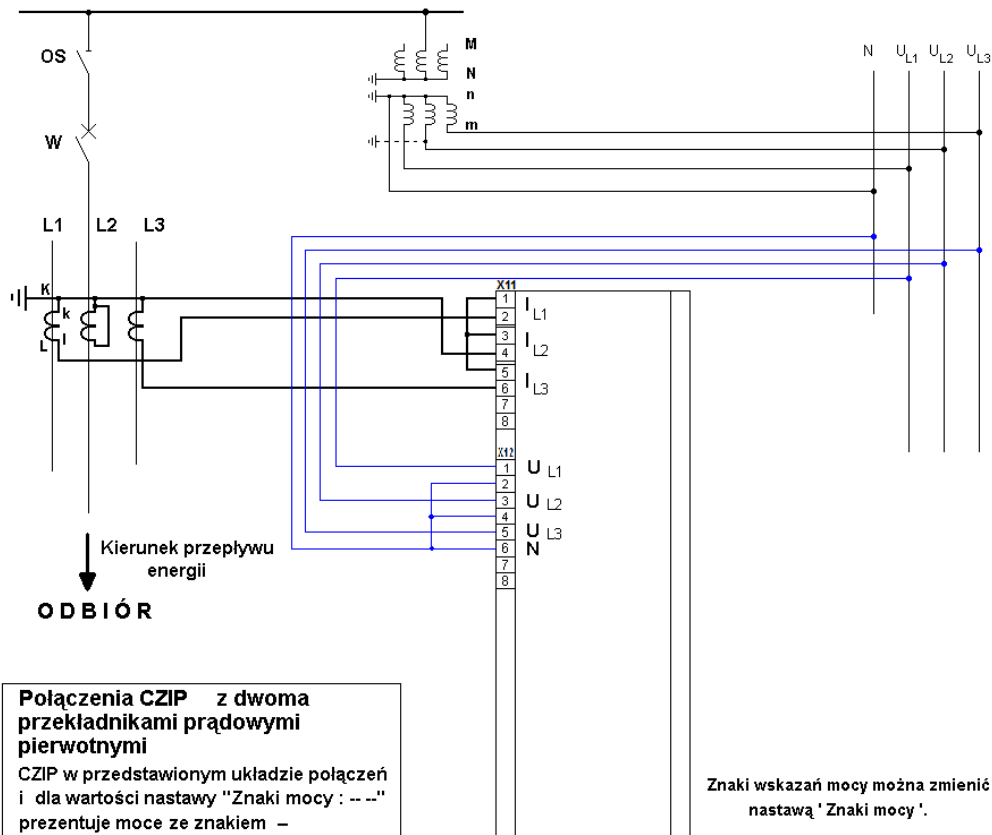 OS
M
N
n
m
W
N U L1 U L2 U L3
L1 L2 L3
K
k
L l
X11
1 I L1
2
3 I L2
4
5 I L3
6
7
8
X12
1 U L1
2
3 U L2
4
5 U L3
6 N
7
8
Kierunek przepływu
energii
ODBIÓR
Połączenia CZIP z dwoma
przekładnikami prądowymi
pierwotnymi
CZIP w przedstawionym układzie połączeń
i dla wartości nastawy "Znaki mocy : -- --"
prezentuje moce ze znakiem –
Znaki wskazań mocy można zmienić
nastawą ' Znaki mocy '.